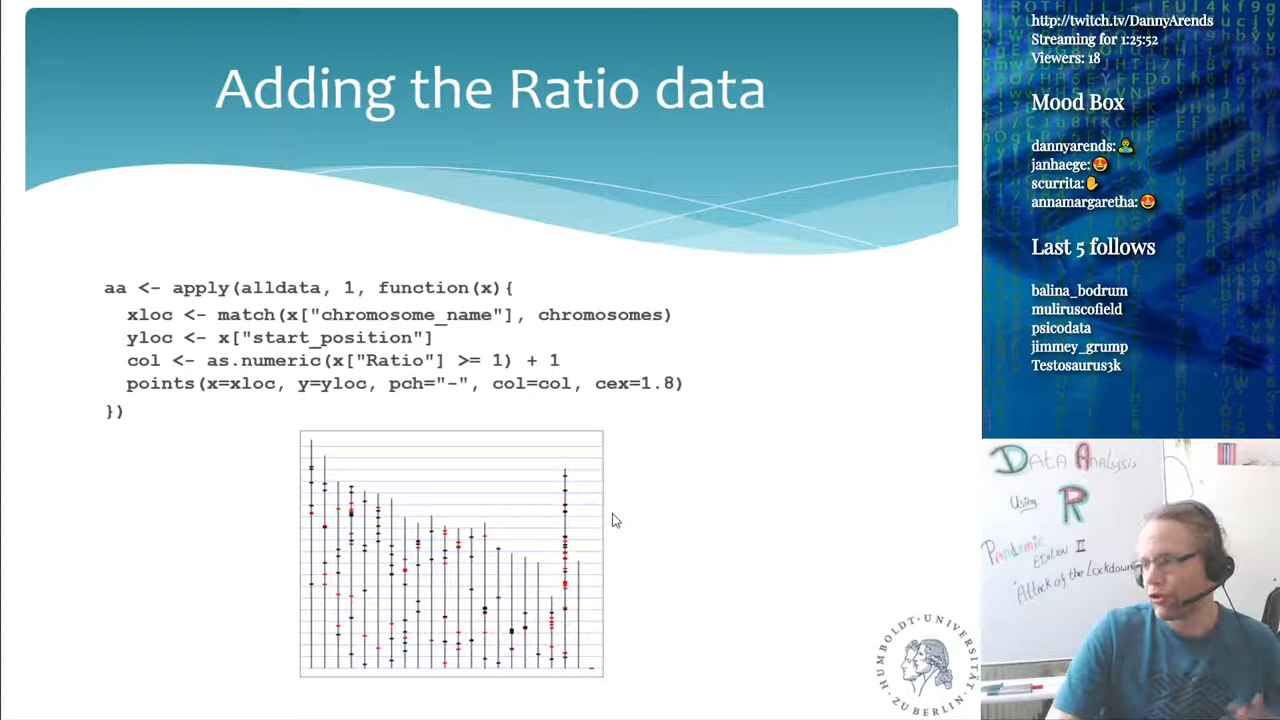 Adding the Ratio data
aa <- apply(alldata, 1, function(x){
xloc <- match(x["chromosome_name"], chromosomes)
yloc <- x["start_position"]
col <- as.numeric(x["Ratio"] >= 1) + 1
points(x=xloc, y=yloc, pch="-", col=col, cex=1.8)
})
HUMBOLDT-UNIVERSITÄT
ZU BERLIN
http://twitch.tv/DannyArends
Streaming for 1:25:52
Viewers: 18
Mood Box
dannyarends:
janhaege:
scurrita:
annamargaretha:
Last 5 follows
balina_bodrum
muliruscofield
psicodata
jimmey_grump
Testosaurus3k
Data Analysis
Using
R
Pandemic
EDITION II
"Attack of the Lockdown